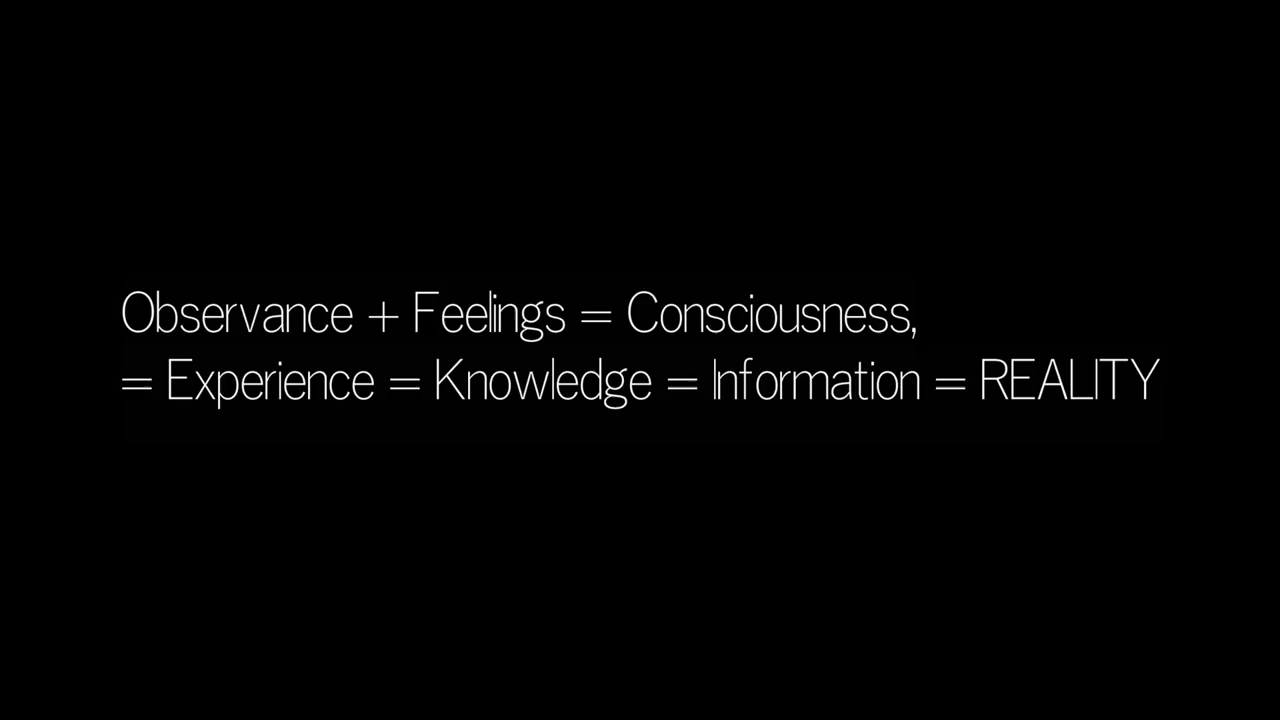 Observance + Feelings = Consciousness,
= Experience = Knowledge = Information = REALITY